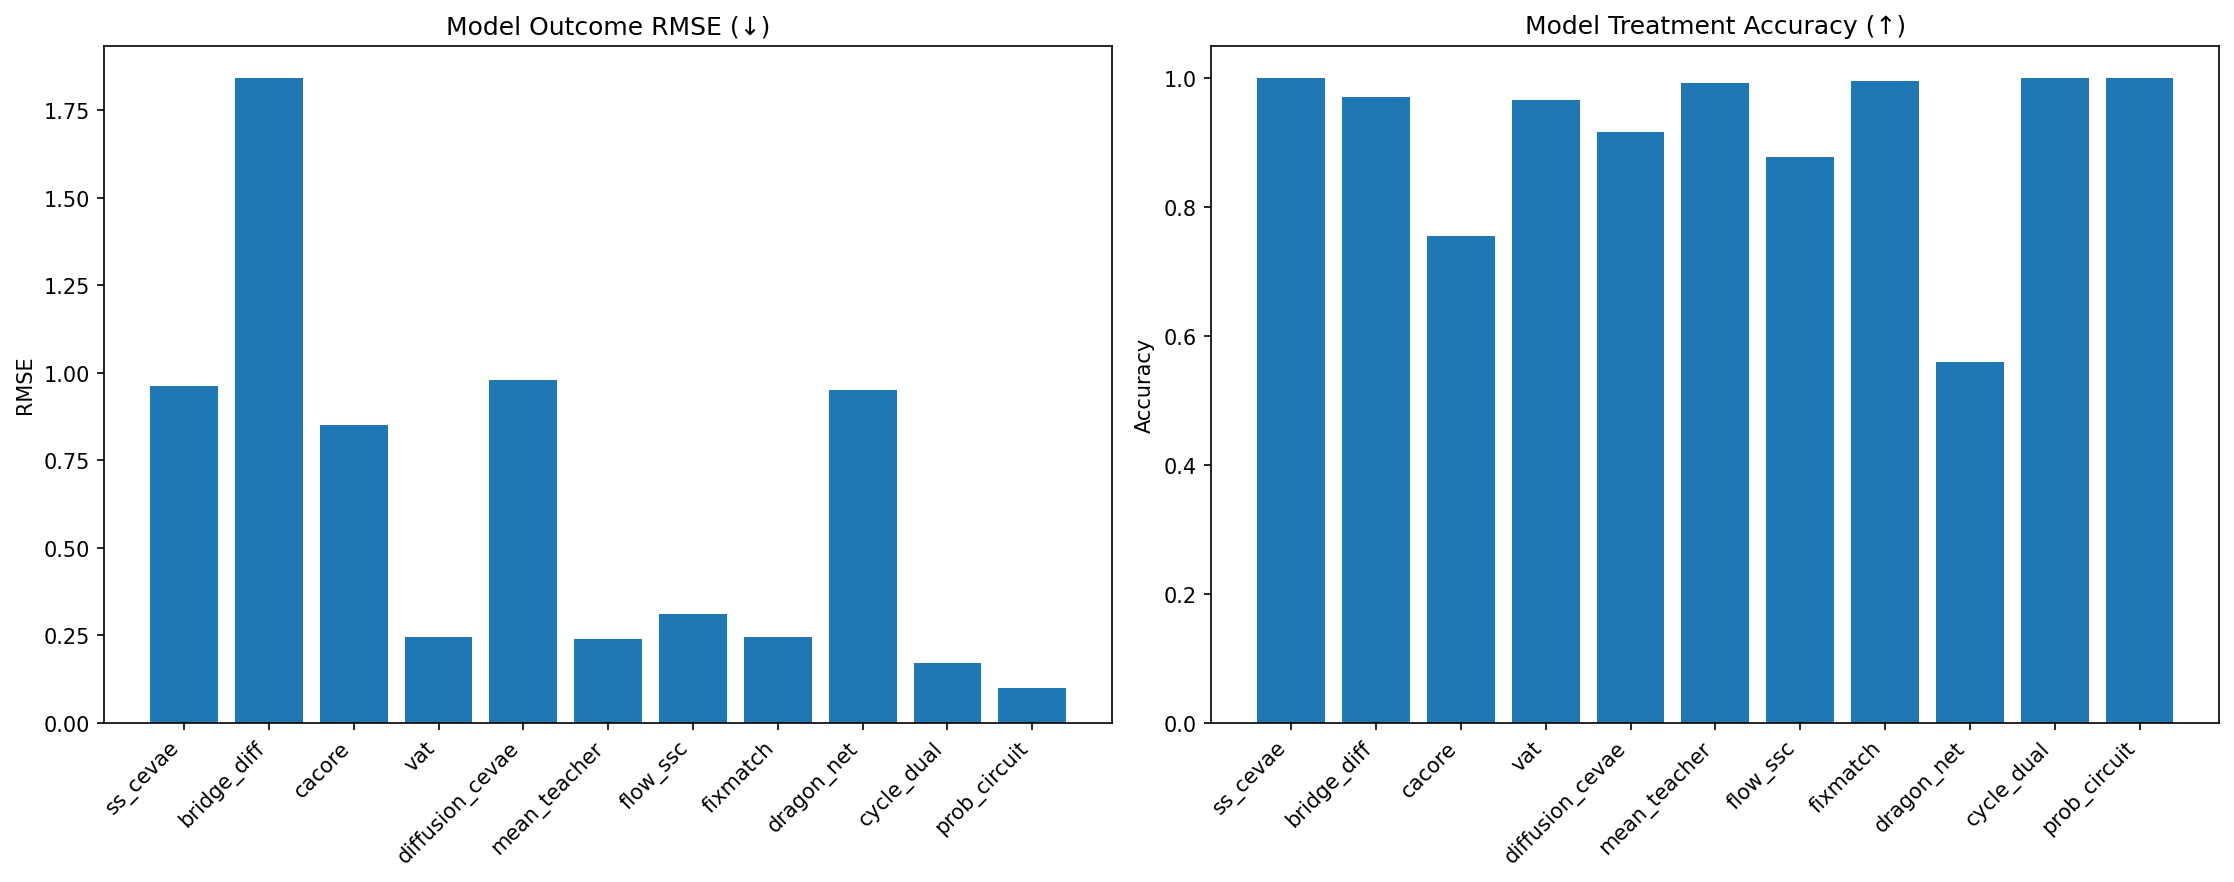 Model Outcome RMSE (↓)
RMSE
1.75
1.50
1.25
1.00
0.75
0.50
0.25
0.00
ss_cevae
bridge_diff
cacore
vat
diffusion_cevae
mean_teacher
flow_ssc
fixmatch
dragon_net
cycle_dual
prob_circuit
Model Treatment Accuracy (↑)
Accuracy
1.0
0.8
0.6
0.4
0.2
0.0
ss_cevae
bridge_diff
cacore
vat
diffusion_cevae
mean_teacher
flow_ssc
fixmatch
dragon_net
cycle_dual
prob_circuit